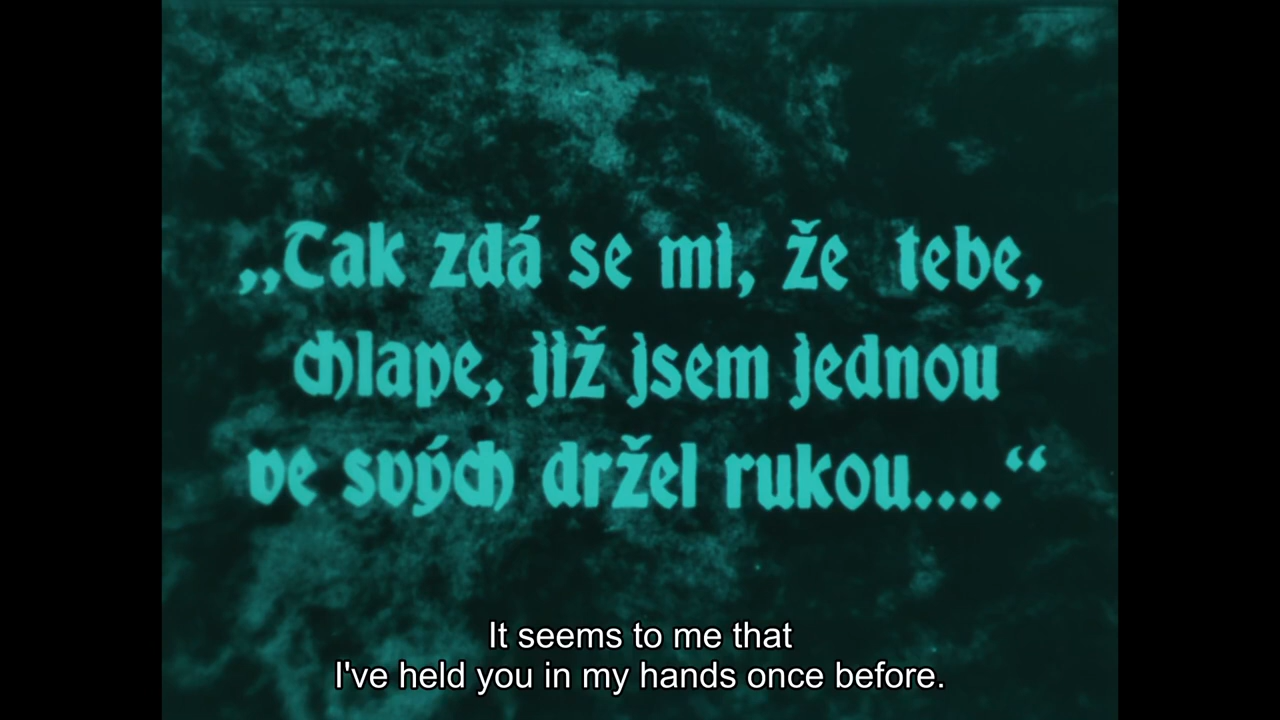 „Tak zdá se mi, že tebe,
chlape, již jsem jednou
ve svých držel rukou....“
It seems to me that
I've held you in my hands once before.